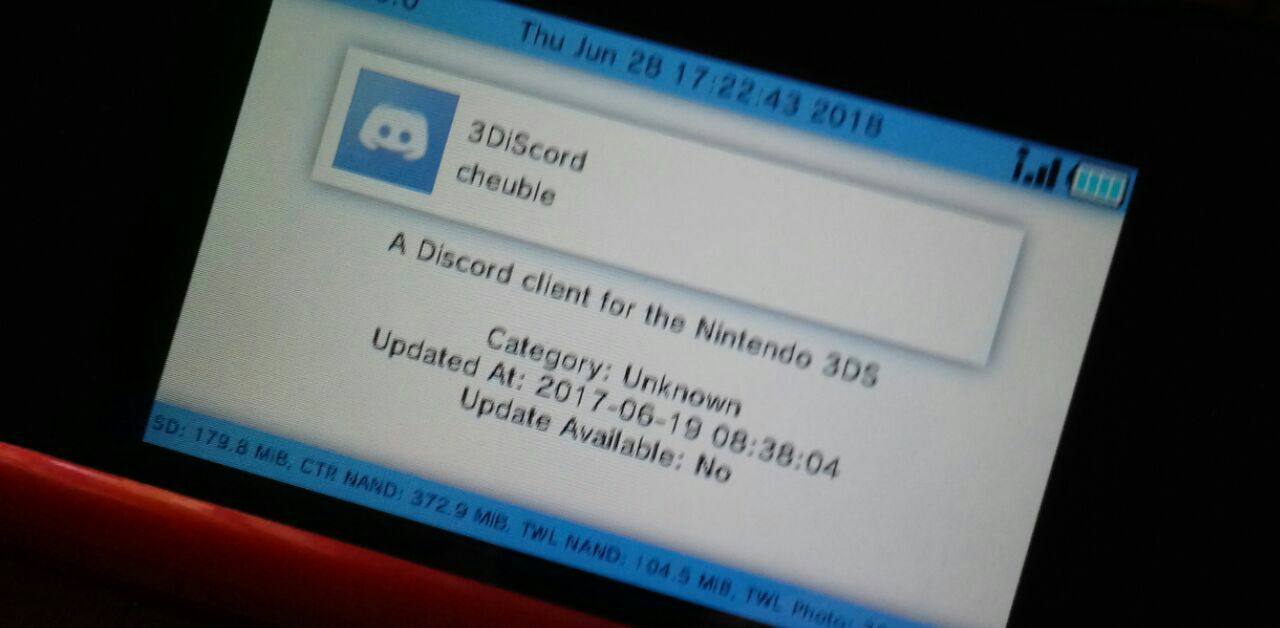 Thu Jun 28 17:22:43 2018
3DiScord
cheuble
A Discord client for the Nintendo 3DS
Category: Unknown
Updated At: 2017-06-19 08:38:04
Update Available: No
SD: 179.8 MiB, CTR NAND: 372.9 MiB, TWL NAND: 104.5 MiB, TWL Photo: